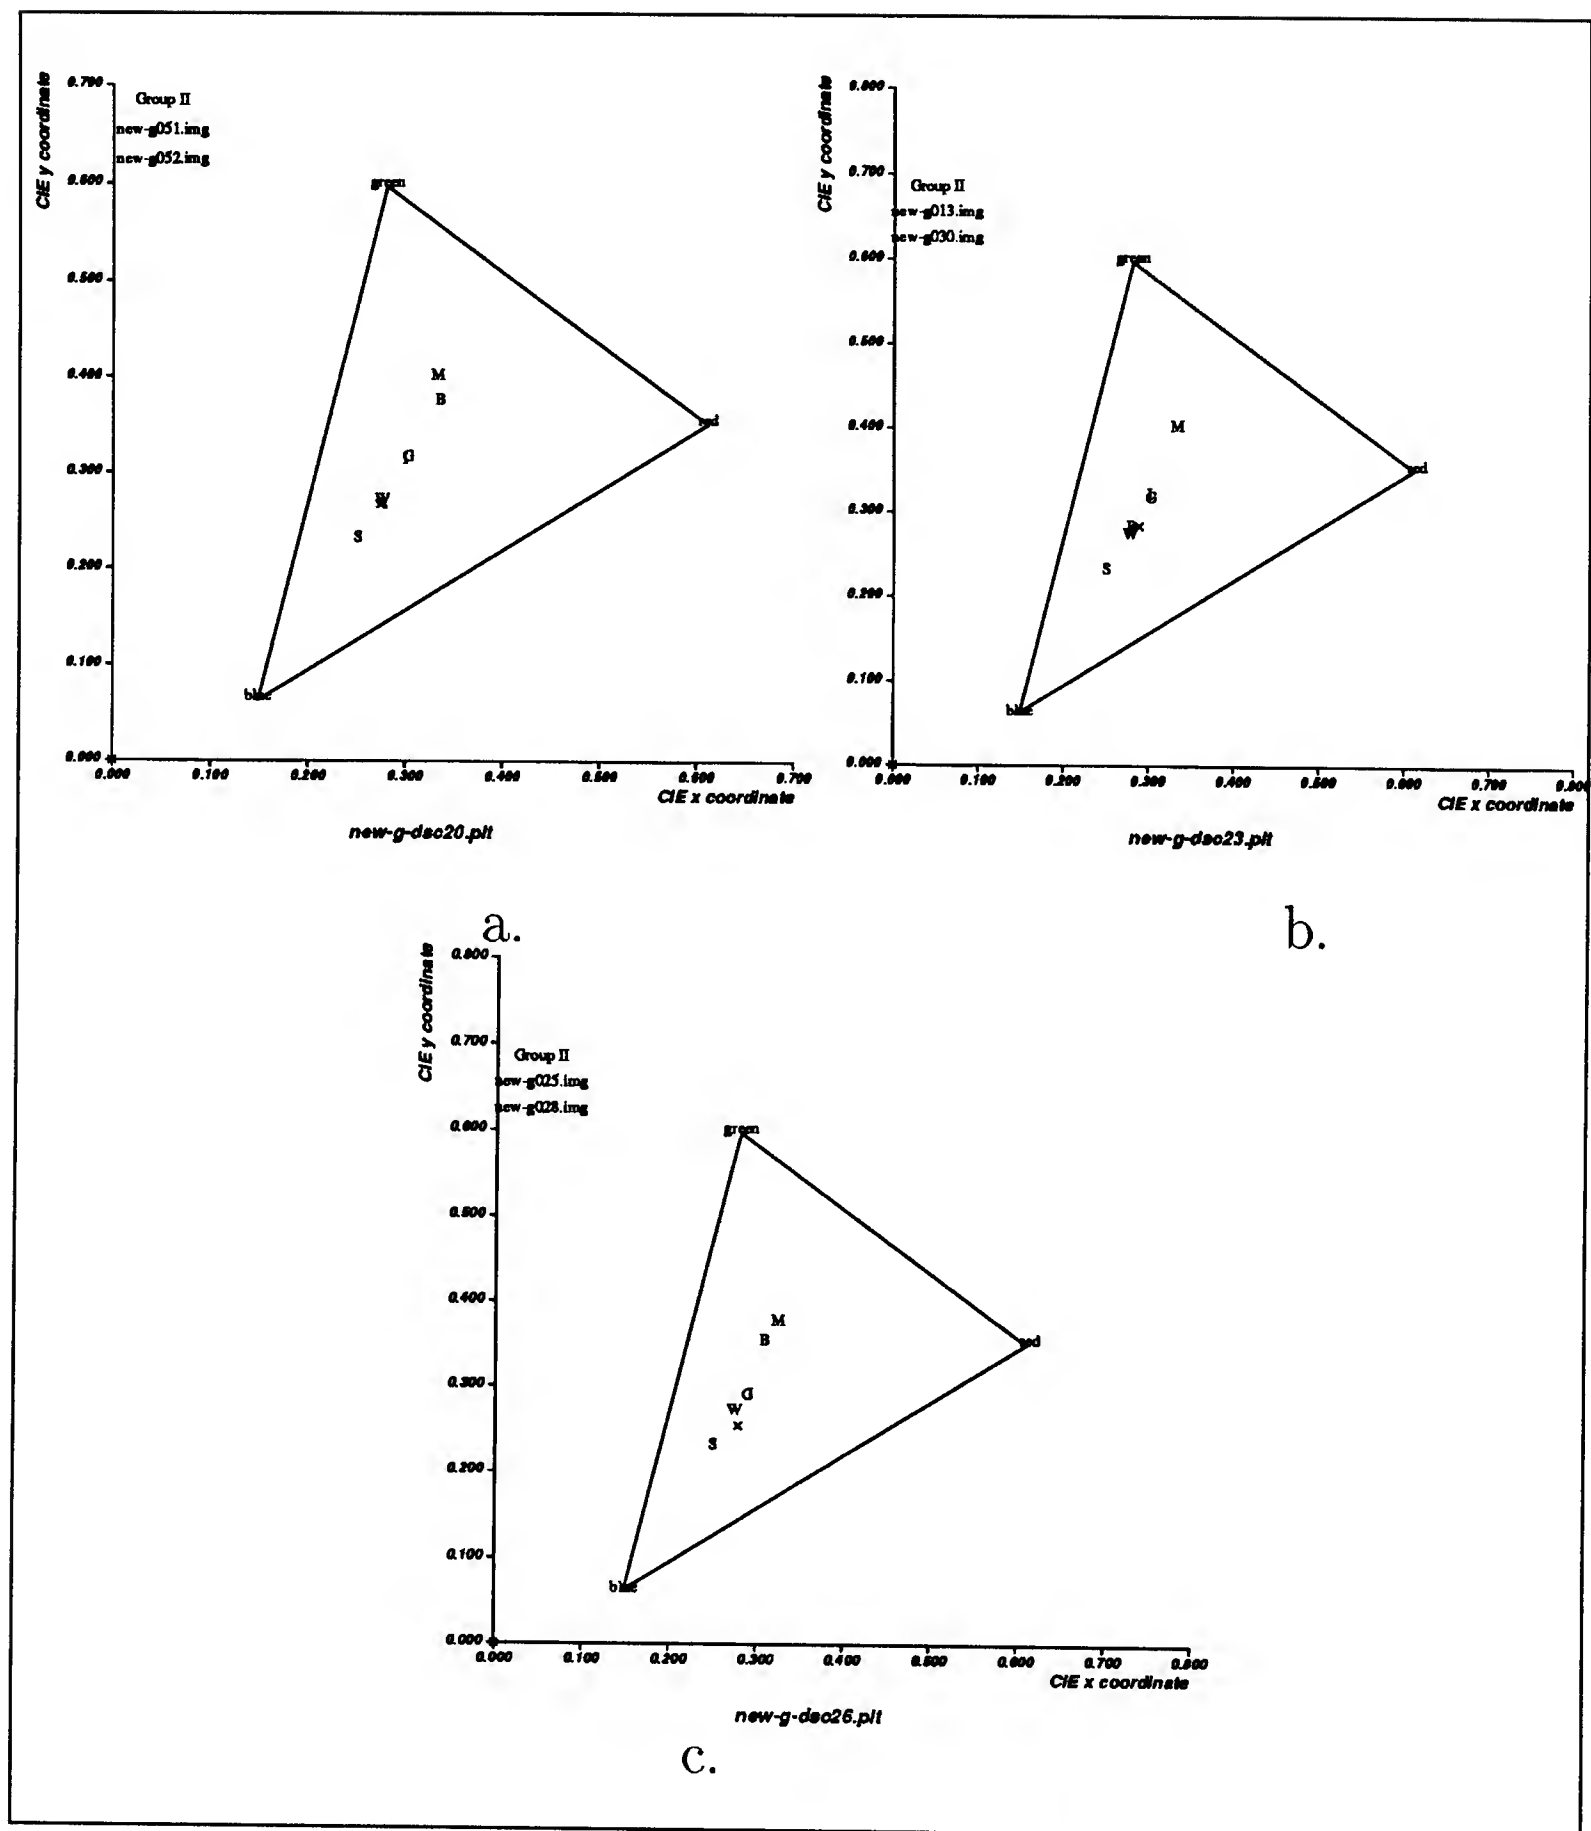 CIE y coordinate
0.700
Group II
new-g051.img
new-g052.img
0.600
green
0.500
0.400
M
B
red
0.300
G
W
x
S
0.200
0.100
blue
0.000
0.000 0.100 0.200 0.300 0.400 0.500 0.600 0.700
CIE x coordinate
new-g-dsc20.plt
a.
CIE y coordinate
0.800
0.700
Group II
new-g013.img
new-g030.img
0.600
green
0.500
0.400
M
red
G
0.300
W x
S
0.200
0.100
blue
0.000
0.000 0.100 0.200 0.300 0.400 0.500 0.600 0.700 0.800
CIE x coordinate
new-g-dsc23.plt
b.
CIE y coordinate
0.800
0.700
Group II
new-g025.img
new-g028.img
0.600
green
0.500
0.400
M
B
red
0.300
G
W
x
S
0.200
0.100
blue
0.000
0.000 0.100 0.200 0.300 0.400 0.500 0.600 0.700 0.800
CIE x coordinate
new-g-dsc26.plt
c.